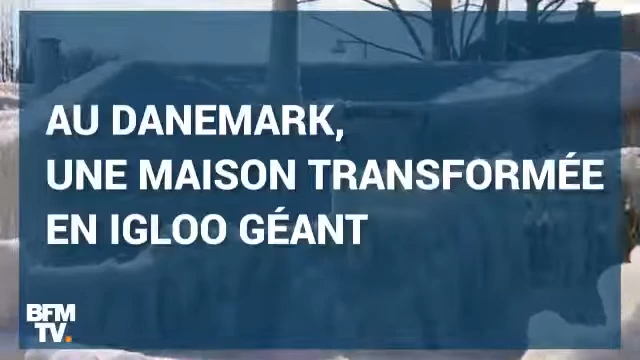 AU DANEMARK,
UNE MAISON TRANSFORMÉE
EN IGLOO GÉANT
BFM
TV.